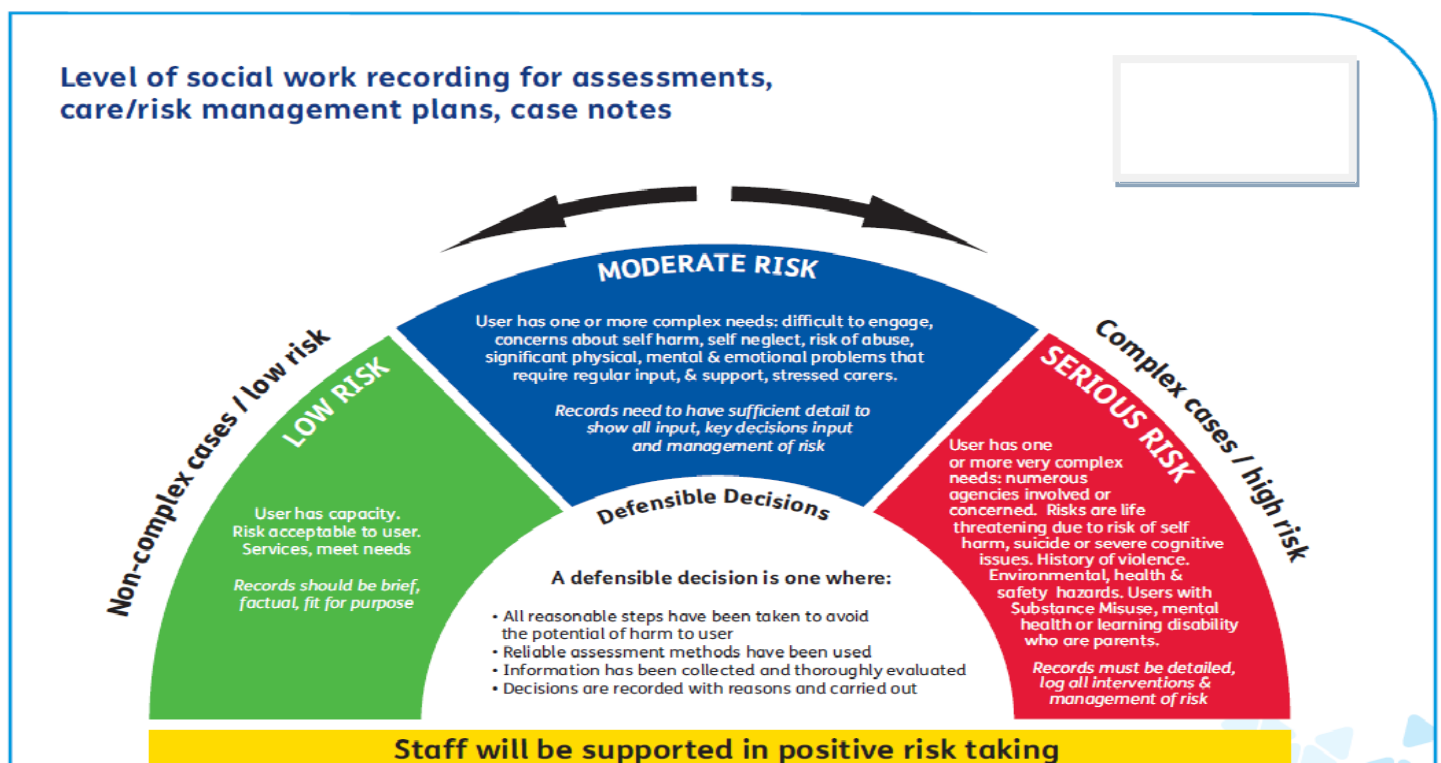 Level of social work recording for assessments,
care/risk management plans, case notes
Non-complex cases / low risk
Complex cases / high risk
LOW RISK
User has capacity.
Risk acceptable to user.
Services, meet needs
Records should be brief,
factual, fit for purpose
MODERATE RISK
User has one or more complex needs: difficult to engage,
concerns about self harm, self neglect, risk of abuse,
significant physical, mental & emotional problems that
require regular input, & support, stressed carers.
Records need to have sufficient detail to
show all input, key decisions input
and management of risk
SERIOUS RISK
User has one
or more very complex
needs: numerous
agencies involved or
concerned. Risks are life
threatening due to risk of self
harm, suicide or severe cognitive
issues. History of violence.
Environmental, health &
safety hazards. Users with
Substance Misuse, mental
health or learning disability
who are parents.
Records must be detailed,
log all interventions &
management of risk
Defensible Decisions
A defensible decision is one where:
• All reasonable steps have been taken to avoid
the potential of harm to user
• Reliable assessment methods have been used
• Information has been collected and thoroughly evaluated
• Decisions are recorded with reasons and carried out
Staff will be supported in positive risk taking